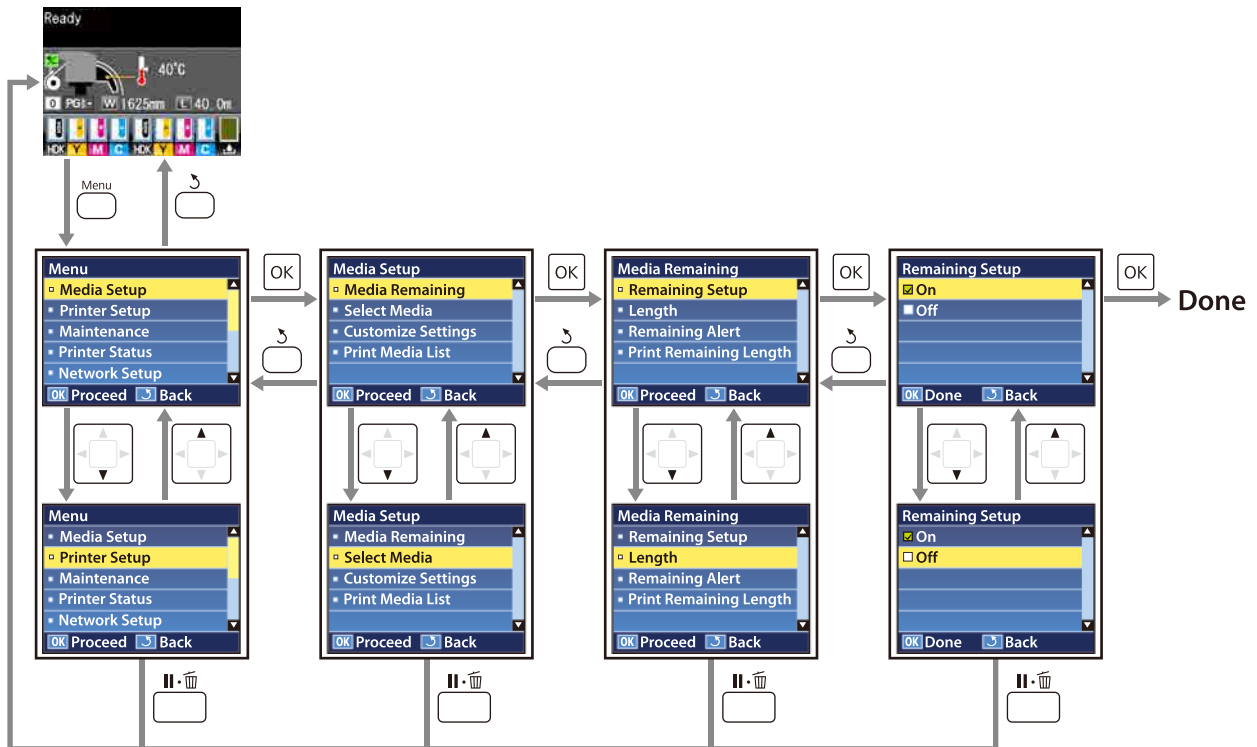 Ready
40°C
0 PG:- W 1625mm L 40.0m
HDK Y M C HDK Y M C
Menu
OK
OK
OK
OK
Done
Menu
Media Setup
Printer Setup
Maintenance
Printer Status
Network Setup
OK Proceed Back
Media Setup
Media Remaining
Select Media
Customize Settings
Print Media List
OK Proceed Back
Media Remaining
Remaining Setup
Length
Remaining Alert
Print Remaining Length
OK Proceed Back
Remaining Setup
On
Off
OK Done Back
Menu
Media Setup
Printer Setup
Maintenance
Printer Status
Network Setup
OK Proceed Back
Media Setup
Media Remaining
Select Media
Customize Settings
Print Media List
OK Proceed Back
Media Remaining
Remaining Setup
Length
Remaining Alert
Print Remaining Length
OK Proceed Back
Remaining Setup
On
Off
OK Done Back